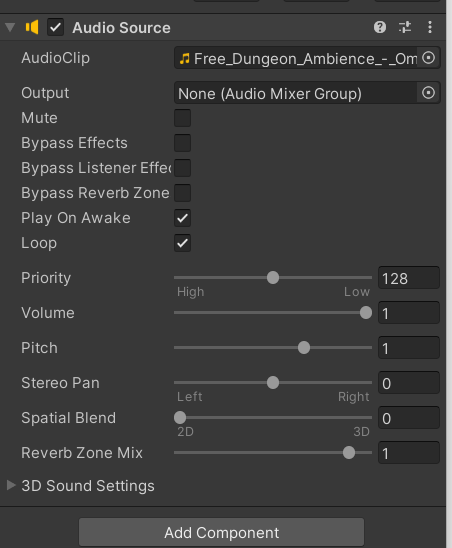 Audio Source
AudioClip Free_Dungeon_Ambience_-_Om
Output None (Audio Mixer Group)
Mute
Bypass Effects
Bypass Listener Effec
Bypass Reverb Zone
Play On Awake
Loop
Priority 128
High Low
Volume 1
Pitch 1
Stereo Pan 0
Left Right
Spatial Blend 0
2D 3D
Reverb Zone Mix 1
3D Sound Settings
Add Component